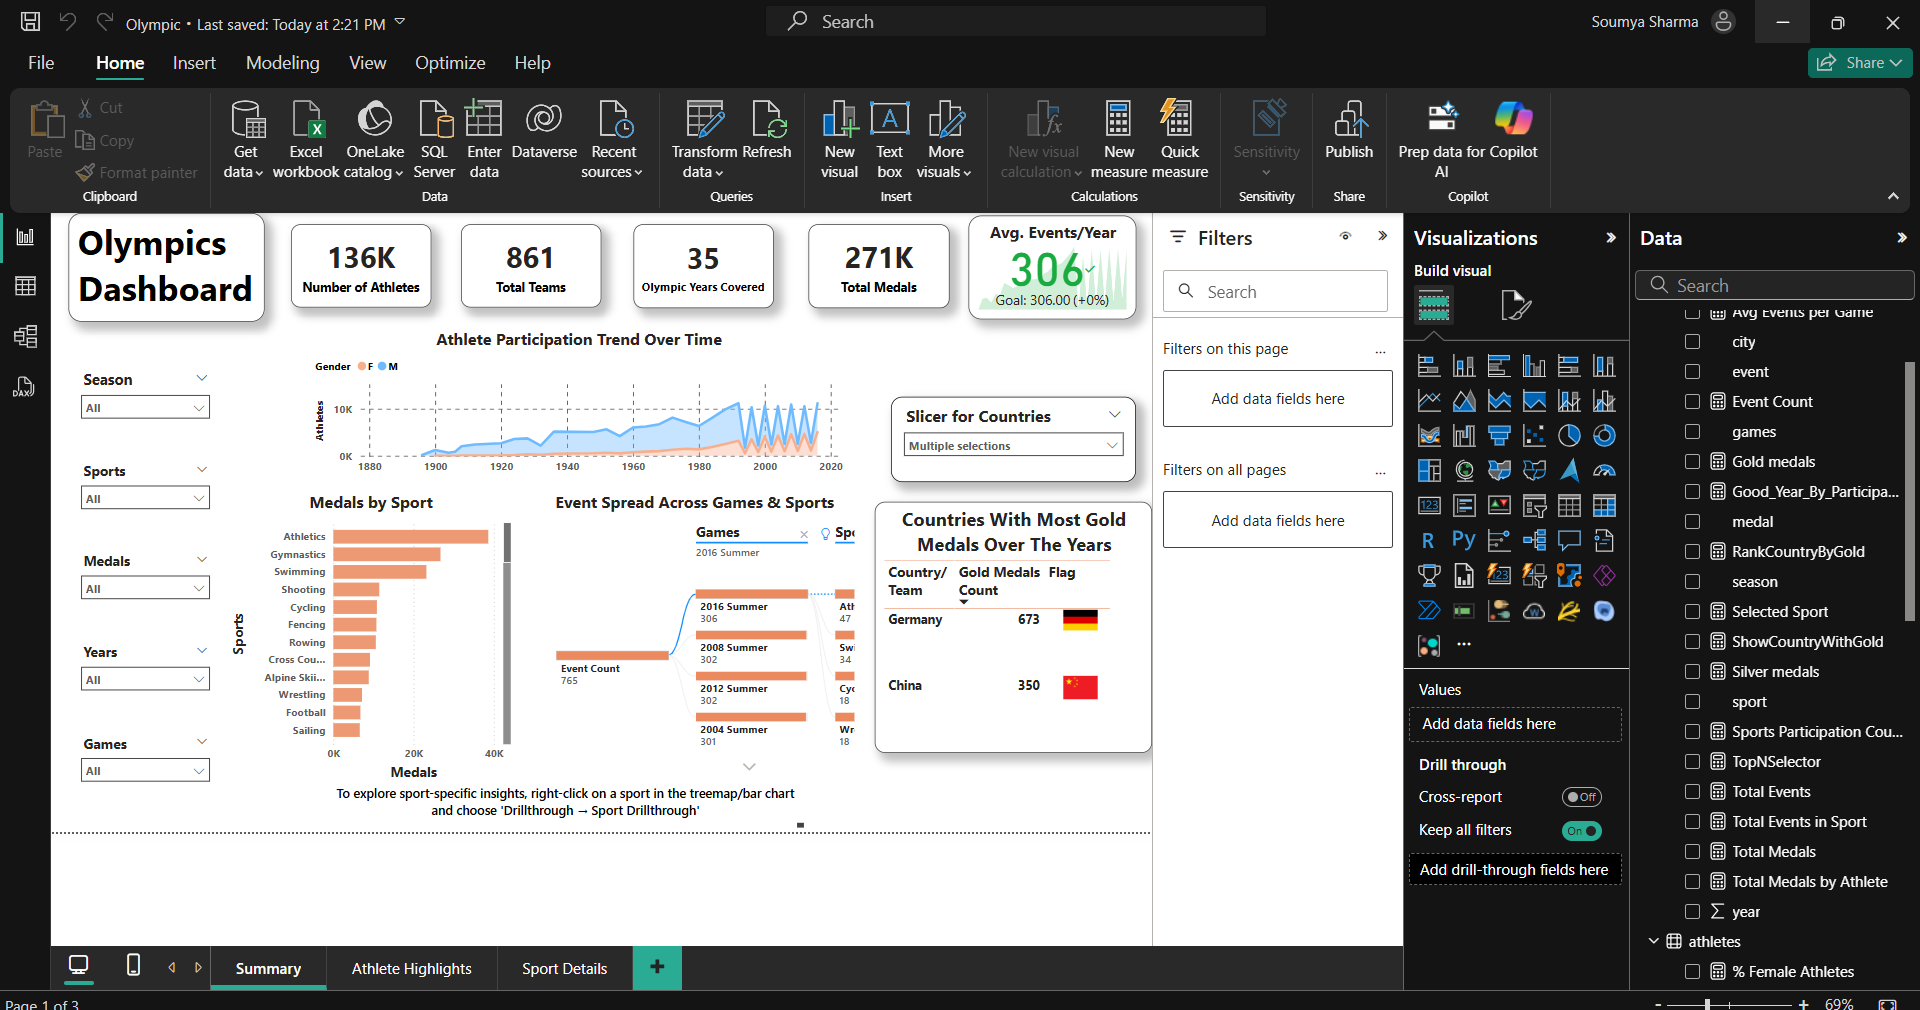 Olympic • Last saved: Today at 2:21 PM
Search
Soumya Sharma
File Home Insert Modeling View Optimize Help
Share
Paste
Cut
Copy
Format painter
Clipboard
Get data
Excel workbook
OneLake catalog
SQL Server
Enter data
Dataverse
Recent sources
Data
Transform data
Refresh
Queries
New visual
Text box
More visuals
Insert
New visual calculation
New measure
Quick measure
Calculations
Sensitivity
Sensitivity
Publish
Share
Prep data for AI
Copilot
Copilot
Olympics
Dashboard
136K
Number of Athletes
861
Total Teams
35
Olympic Years Covered
271K
Total Medals
Avg. Events/Year
306
Goal: 306.00 (+0%)
Season
All
Sports
All
Medals
All
Years
All
Games
All
Athlete Participation Trend Over Time
Gender F M
Athletes
10K
0K
1880 1900 1920 1940 1960 1980 2000 2020
Slicer for Countries
Multiple selections
Medals by Sport
Sports
Athletics
Gymnastics
Swimming
Shooting
Cycling
Fencing
Rowing
Cross Cou...
Alpine Skii...
Wrestling
Football
Sailing
0K 20K 40K
Medals
Event Spread Across Games & Sports
Games
2016 Summer
Spo
Event Count
765
2016 Summer
306
2008 Summer
302
2012 Summer
302
2004 Summer
301
Ath
47
Swi
34
Cyc
18
Wr
18
Countries With Most Gold
Medals Over The Years
Country/ Team
Gold Medals Count
Flag
Germany 673
China 350
To explore sport-specific insights, right-click on a sport in the treemap/bar chart
and choose 'Drillthrough → Sport Drillthrough'
Filters
Search
Filters on this page
...
Add data fields here
Filters on all pages
...
Add data fields here
Visualizations
Build visual
123
R
Py
123
...
Values
Add data fields here
Drill through
Cross-report
Off
Keep all filters
On
Add drill-through fields here
Data
Search
Avg Events per Game
city
event
Event Count
games
Gold medals
Good_Year_By_Participa...
medal
RankCountryByGold
season
Selected Sport
ShowCountryWithGold
Silver medals
sport
Sports Participation Cou...
TopNSelector
Total Events
Total Events in Sport
Total Medals
Total Medals by Athlete
Σ year
athletes
% Female Athletes
DAX
Summary
Athlete Highlights
Sport Details
+
Page 1 of 3
- + 69%